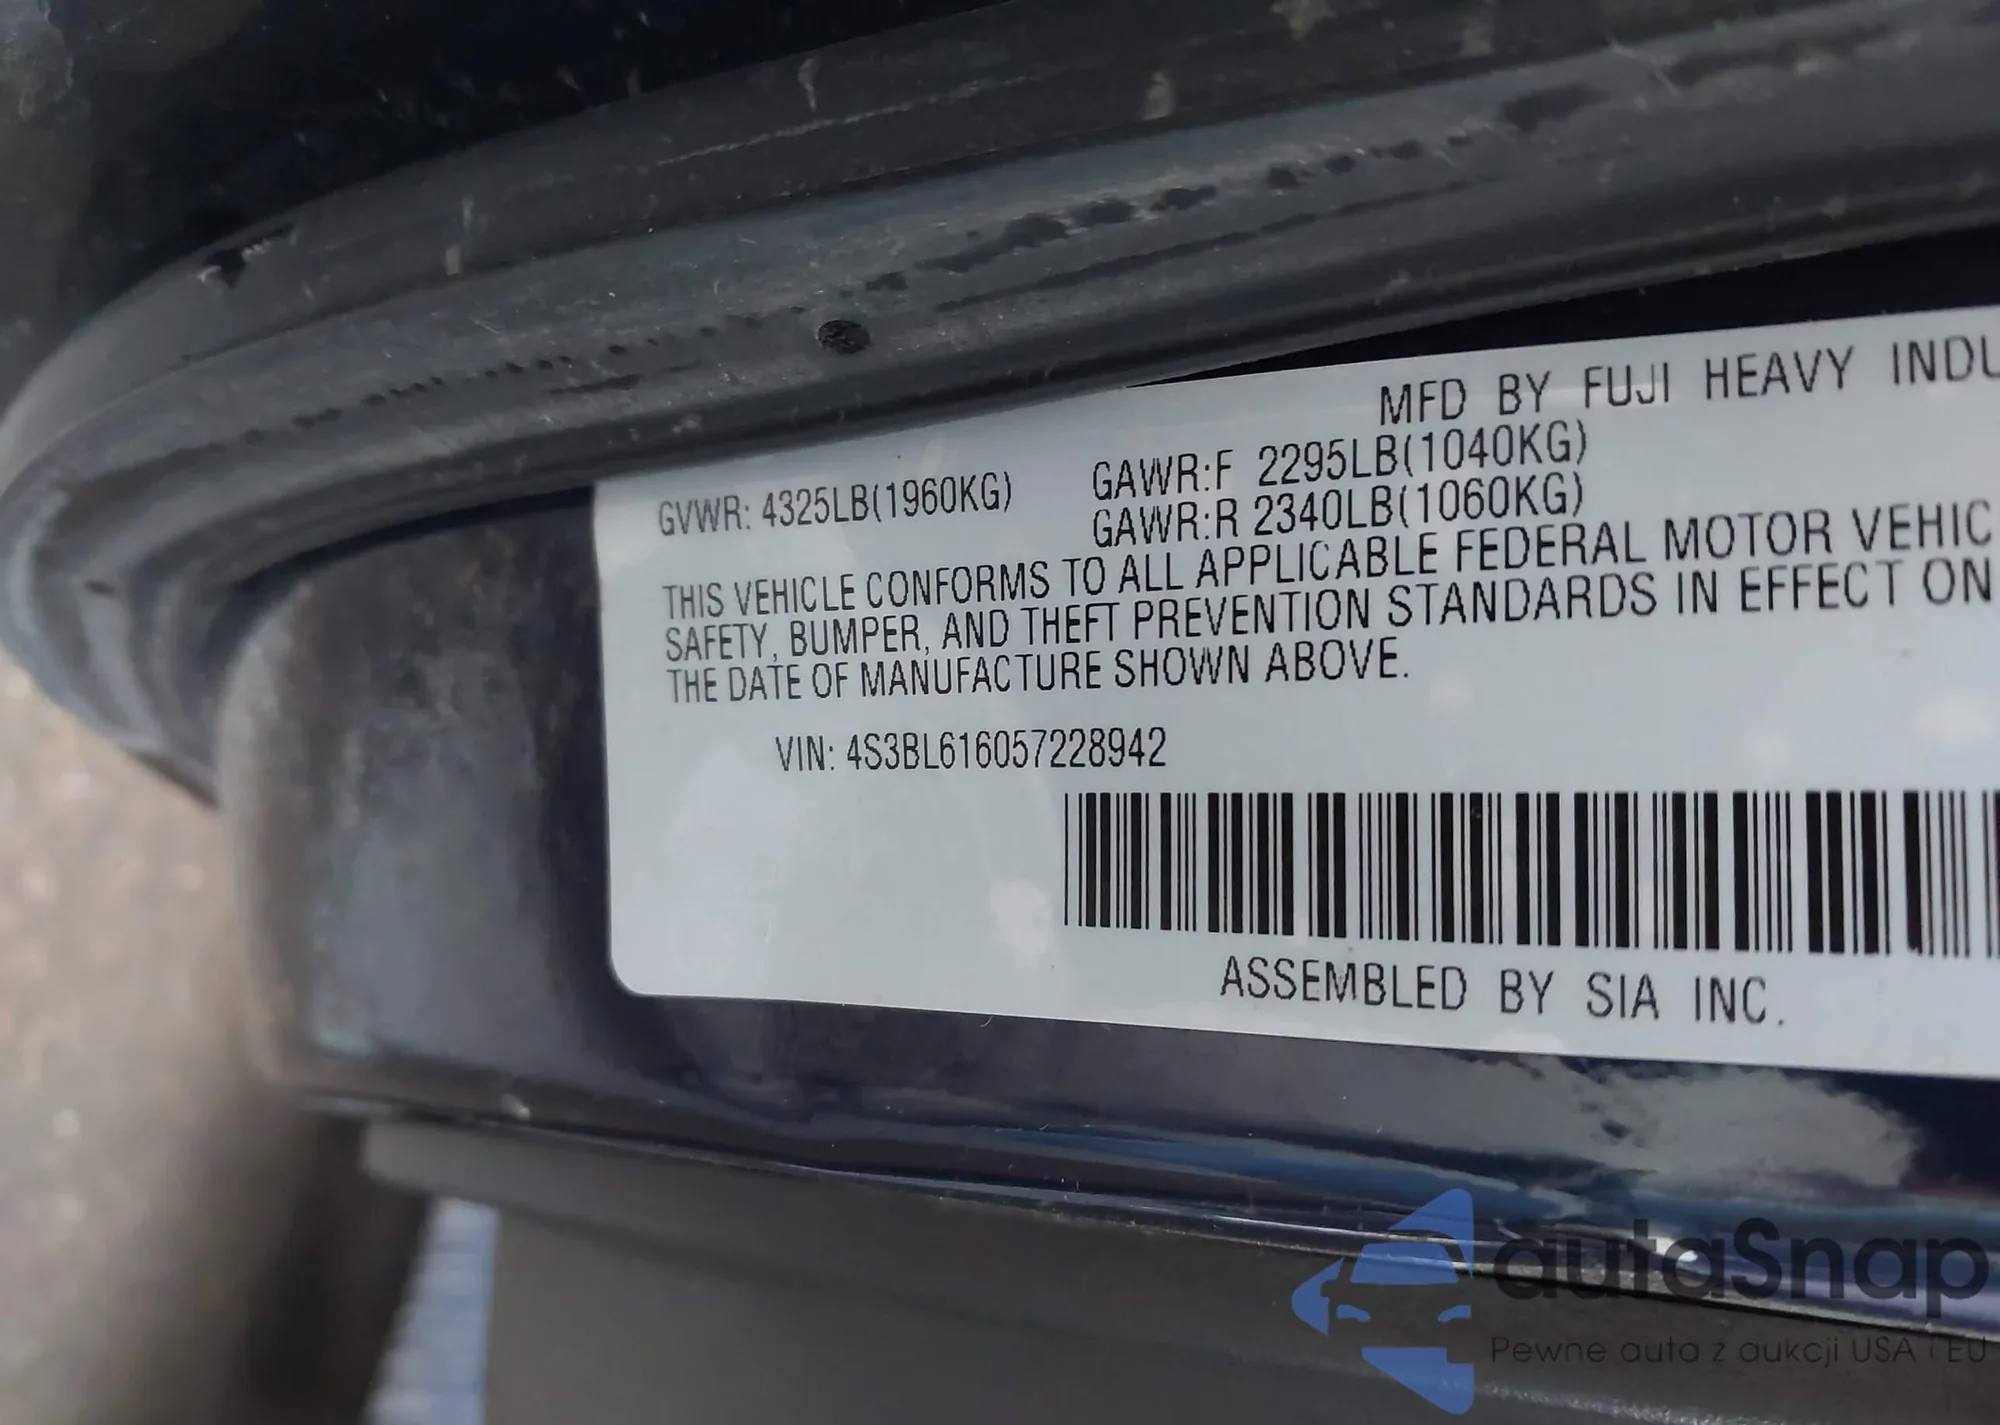 MFD BY FUJI HEAVY INDU
GVWR: 4325LB(1960KG) GAWR:F 2295LB(1040KG)
GAWR:R 2340LB(1060KG)
THIS VEHICLE CONFORMS TO ALL APPLICABLE FEDERAL MOTOR VEHIC
SAFETY, BUMPER, AND THEFT PREVENTION STANDARDS IN EFFECT ON
THE DATE OF MANUFACTURE SHOWN ABOVE.
VIN: 4S3BL616057228942
ASSEMBLED BY SIA INC.
autaSnap
Pewne auta z aukcji USA i EU